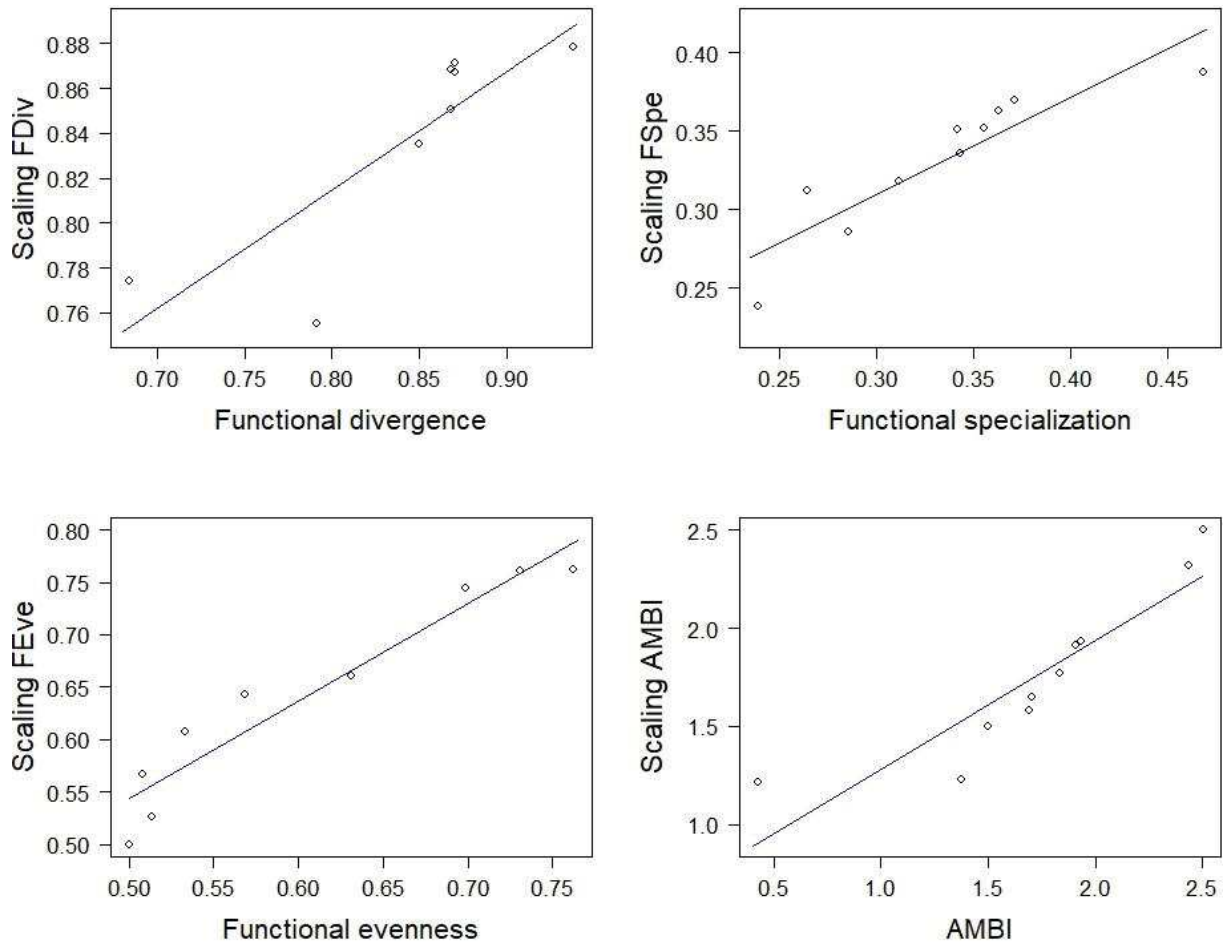 Scaling FDiv
0.88
0.86
0.84
0.82
0.80
0.78
0.76
0.70 0.75 0.80 0.85 0.90
Functional divergence
Scaling FSpe
0.40
0.35
0.30
0.25
0.25 0.30 0.35 0.40 0.45
Functional specialization
Scaling FEve
0.80
0.75
0.70
0.65
0.60
0.55
0.50
0.50 0.55 0.60 0.65 0.70 0.75
Functional evenness
Scaling AMBI
2.5
2.0
1.5
1.0
0.5 1.0 1.5 2.0 2.5
AMBI